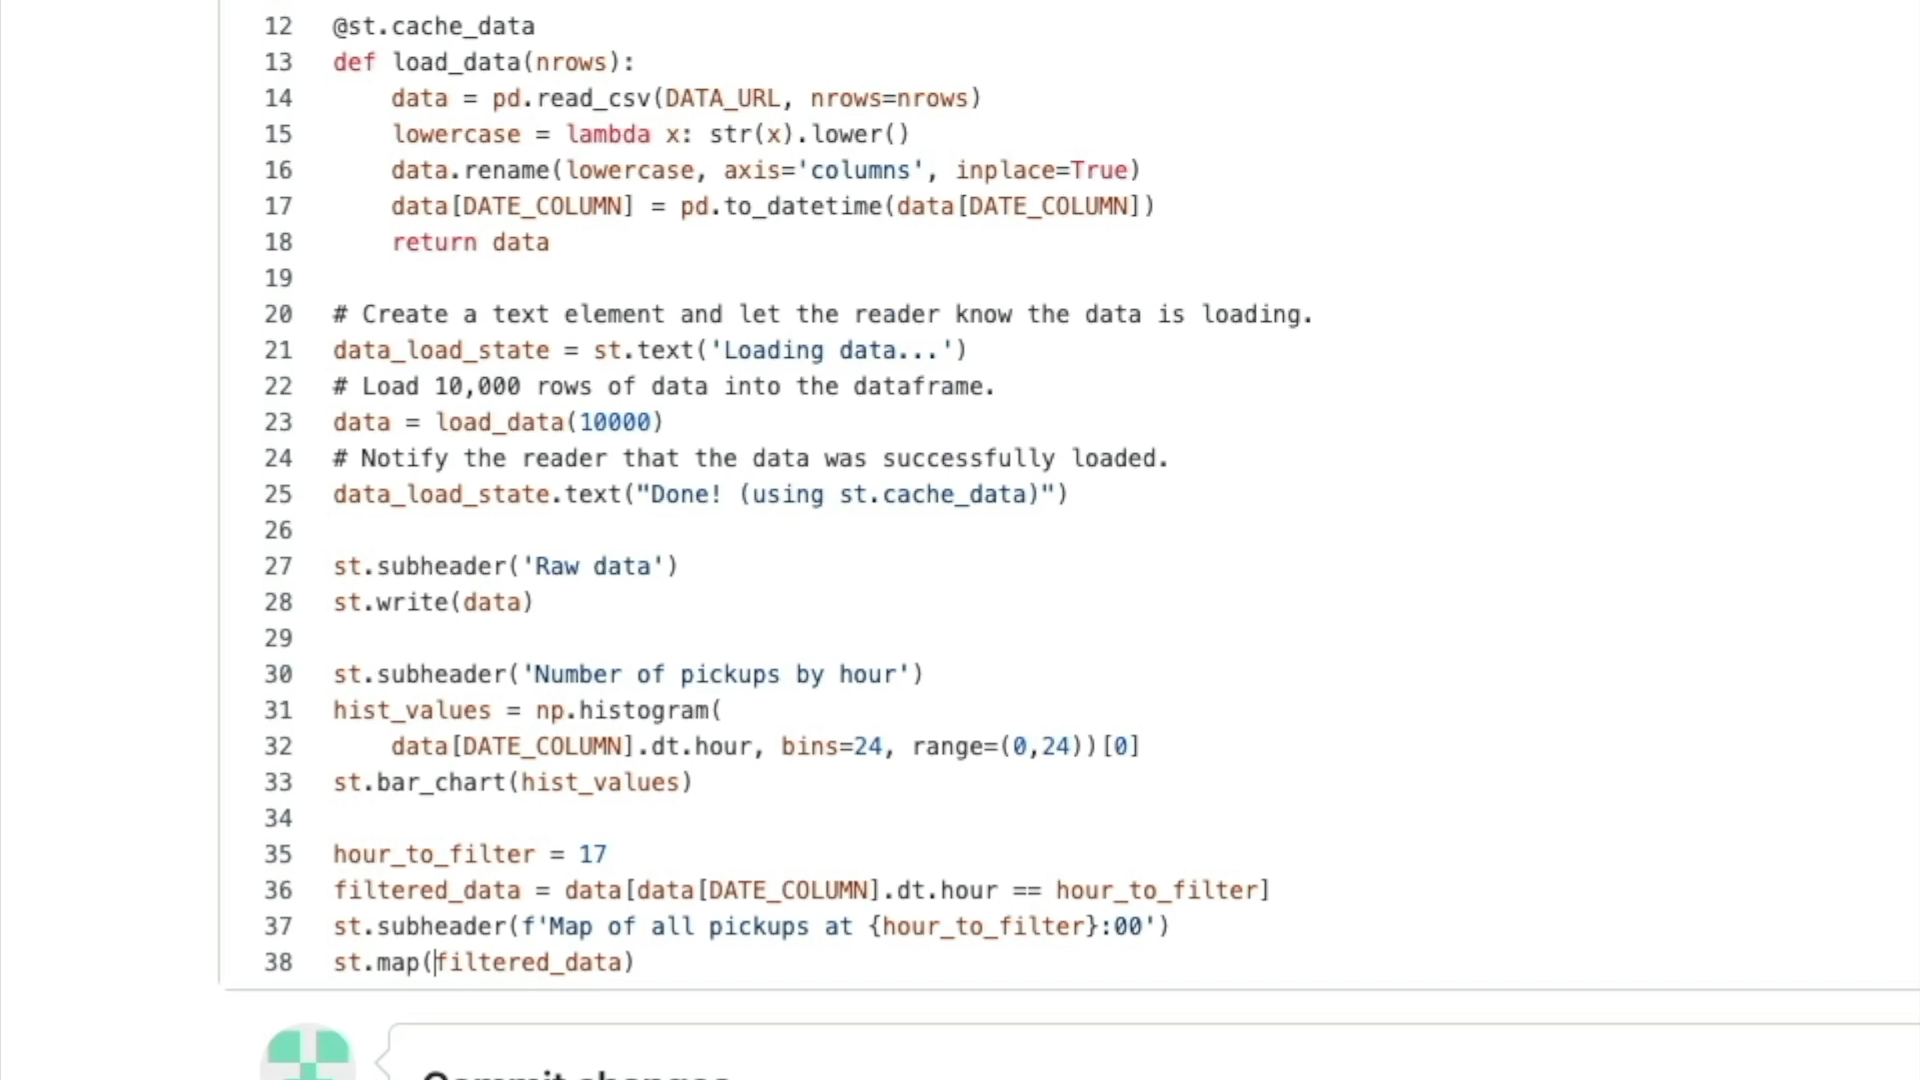 12 @st.cache_data
13 def load_data(nrows):
14     data = pd.read_csv(DATA_URL, nrows=nrows)
15     lowercase = lambda x: str(x).lower()
16     data.rename(lowercase, axis='columns', inplace=True)
17     data[DATE_COLUMN] = pd.to_datetime(data[DATE_COLUMN])
18     return data
19
20 # Create a text element and let the reader know the data is loading.
21 data_load_state = st.text('Loading data...')
22 # Load 10,000 rows of data into the dataframe.
23 data = load_data(10000)
24 # Notify the reader that the data was successfully loaded.
25 data_load_state.text("Done! (using st.cache_data)")
26
27 st.subheader('Raw data')
28 st.write(data)
29
30 st.subheader('Number of pickups by hour')
31 hist_values = np.histogram(
32     data[DATE_COLUMN].dt.hour, bins=24, range=(0,24))[0]
33 st.bar_chart(hist_values)
34
35 hour_to_filter = 17
36 filtered_data = data[data[DATE_COLUMN].dt.hour == hour_to_filter]
37 st.subheader(f'Map of all pickups at {hour_to_filter}:00')
38 st.map(filtered_data)
Commit changes